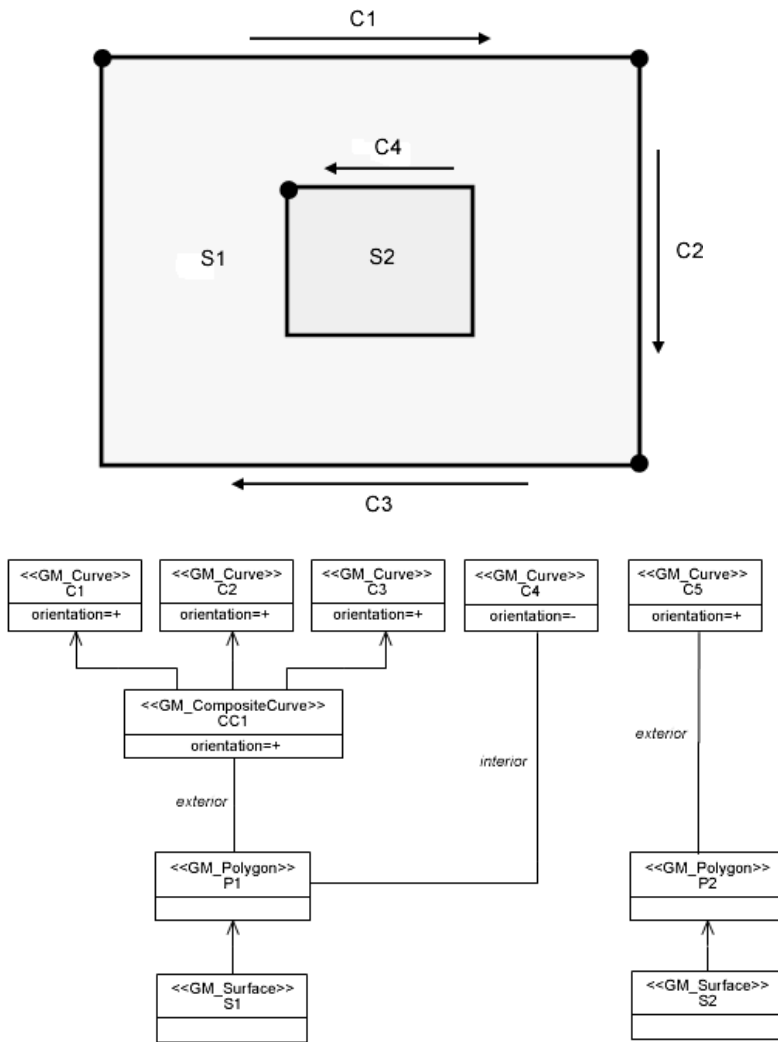 C1
C4
S1
S2
C2
C3
<<GM_Curve>>
C1
orientation=+
<<GM_Curve>>
C2
orientation=+
<<GM_Curve>>
C3
orientation=+
<<GM_Curve>>
C4
orientation=-
<<GM_Curve>>
C5
orientation=+
<<GM_CompositeCurve>>
CC1
orientation=+
exterior
interior
exterior
<<GM_Polygon>>
P1
<<GM_Polygon>>
P2
<<GM_Surface>>
S1
<<GM_Surface>>
S2